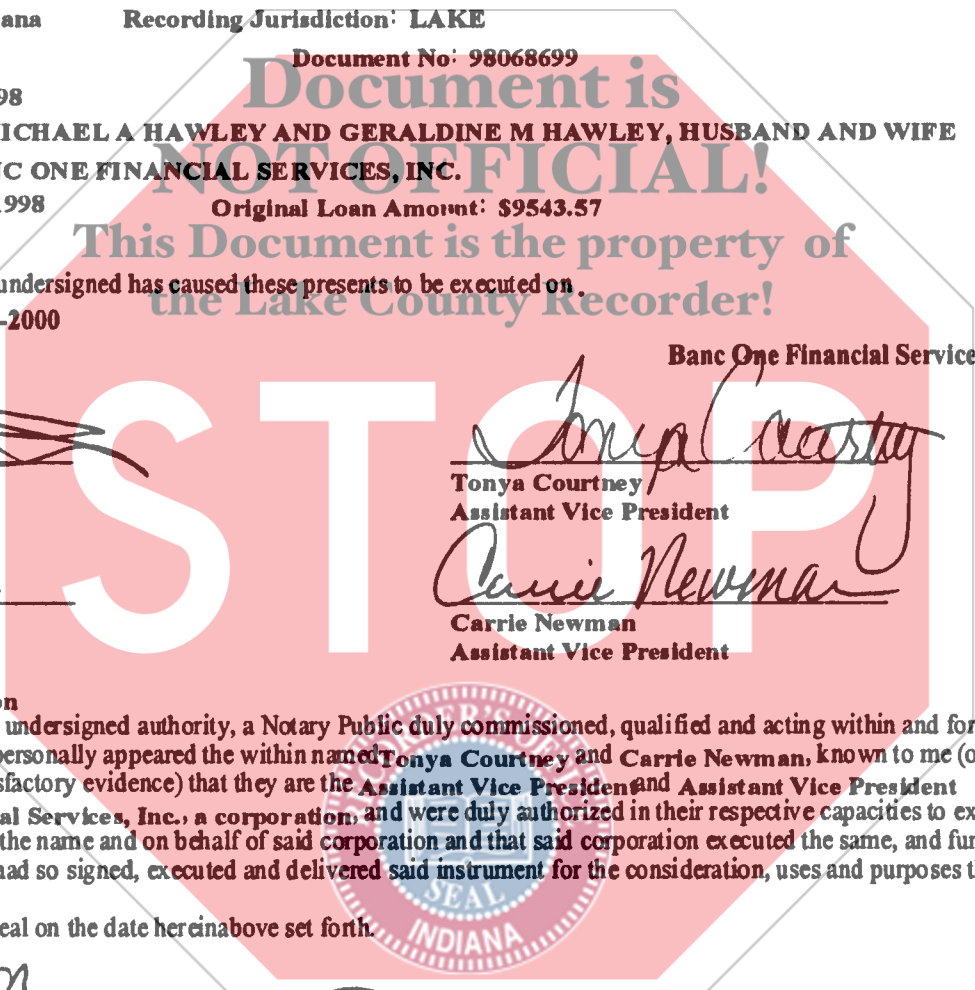 ana Recording Jurisdiction: LAKE
Document No: 98068699
Document is
98
ICHAEL A HAWLEY AND GERALDINE M HAWLEY, HUSBAND AND WIFE
NOT OFFICIAL!
NC ONE FINANCIAL SERVICES, INC.
1998 Original Loan Amount: $9543.57
This Document is the property of
undersigned has caused these presents to be executed on .
the Lake County Recorder!
-2000
Banc One Financial Service
STOP
Tonya Courtney
Tonya Courtney
Assistant Vice President
Carrie Newman
Carrie Newman
Assistant Vice President
on
undersigned authority, a Notary Public duly commissioned, qualified and acting within and for
personally appeared the within named Tonya Courtney and Carrie Newman, known to me (o
sfactory evidence) that they are the Assistant Vice President and Assistant Vice President
al Services, Inc., a corporation, and were duly authorized in their respective capacities to ex
the name and on behalf of said corporation and that said corporation executed the same, and fur
had so signed, executed and delivered said instrument for the consideration, uses and purposes t
SEAL
INDIANA
eal on the date hereinabove set forth.